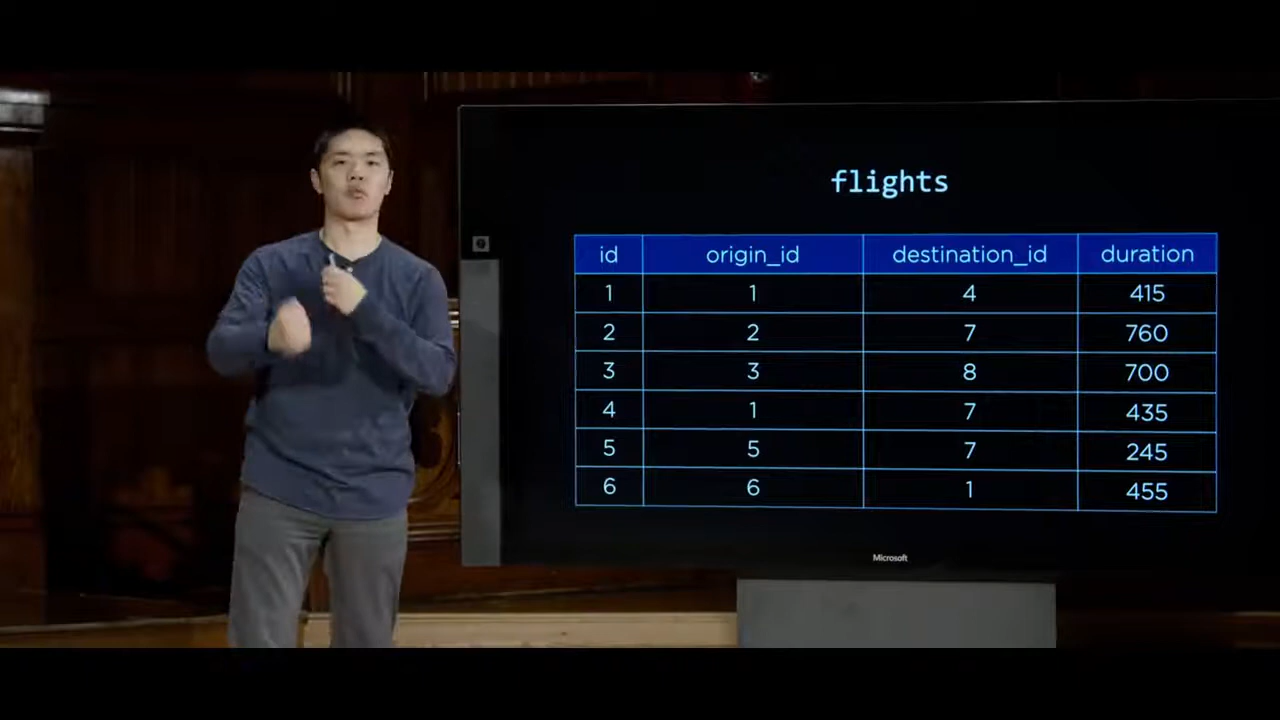 flights
id origin_id destination_id duration
1 1 4 415
2 2 7 760
3 3 8 700
4 1 7 435
5 5 7 245
6 6 1 455
Microsoft